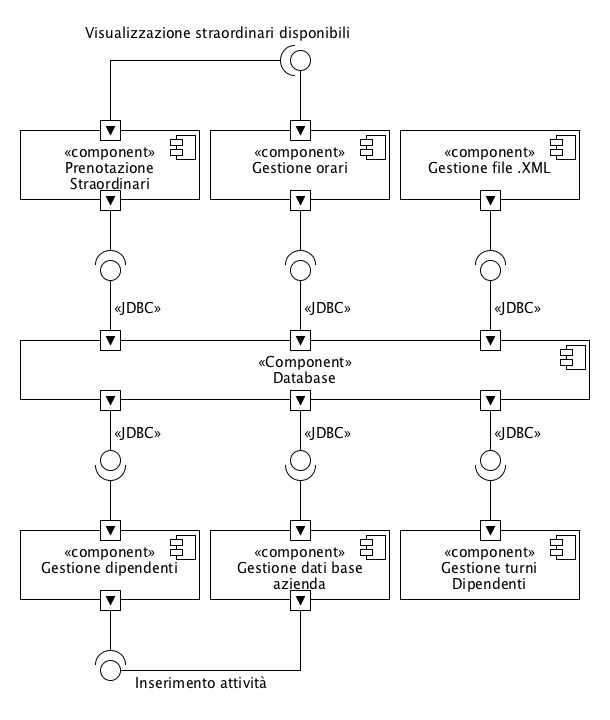 Visualizzazione straordinari disponibili
«component»
Prenotazione
Straordinari
«component»
Gestione orari
«component»
Gestione file .XML
«JDBC»
«JDBC»
«JDBC»
«Component»
Database
«JDBC»
«JDBC»
«JDBC»
«component»
Gestione dipendenti
«component»
Gestione dati base
azienda
«component»
Gestione turni
Dipendenti
Inserimento attività